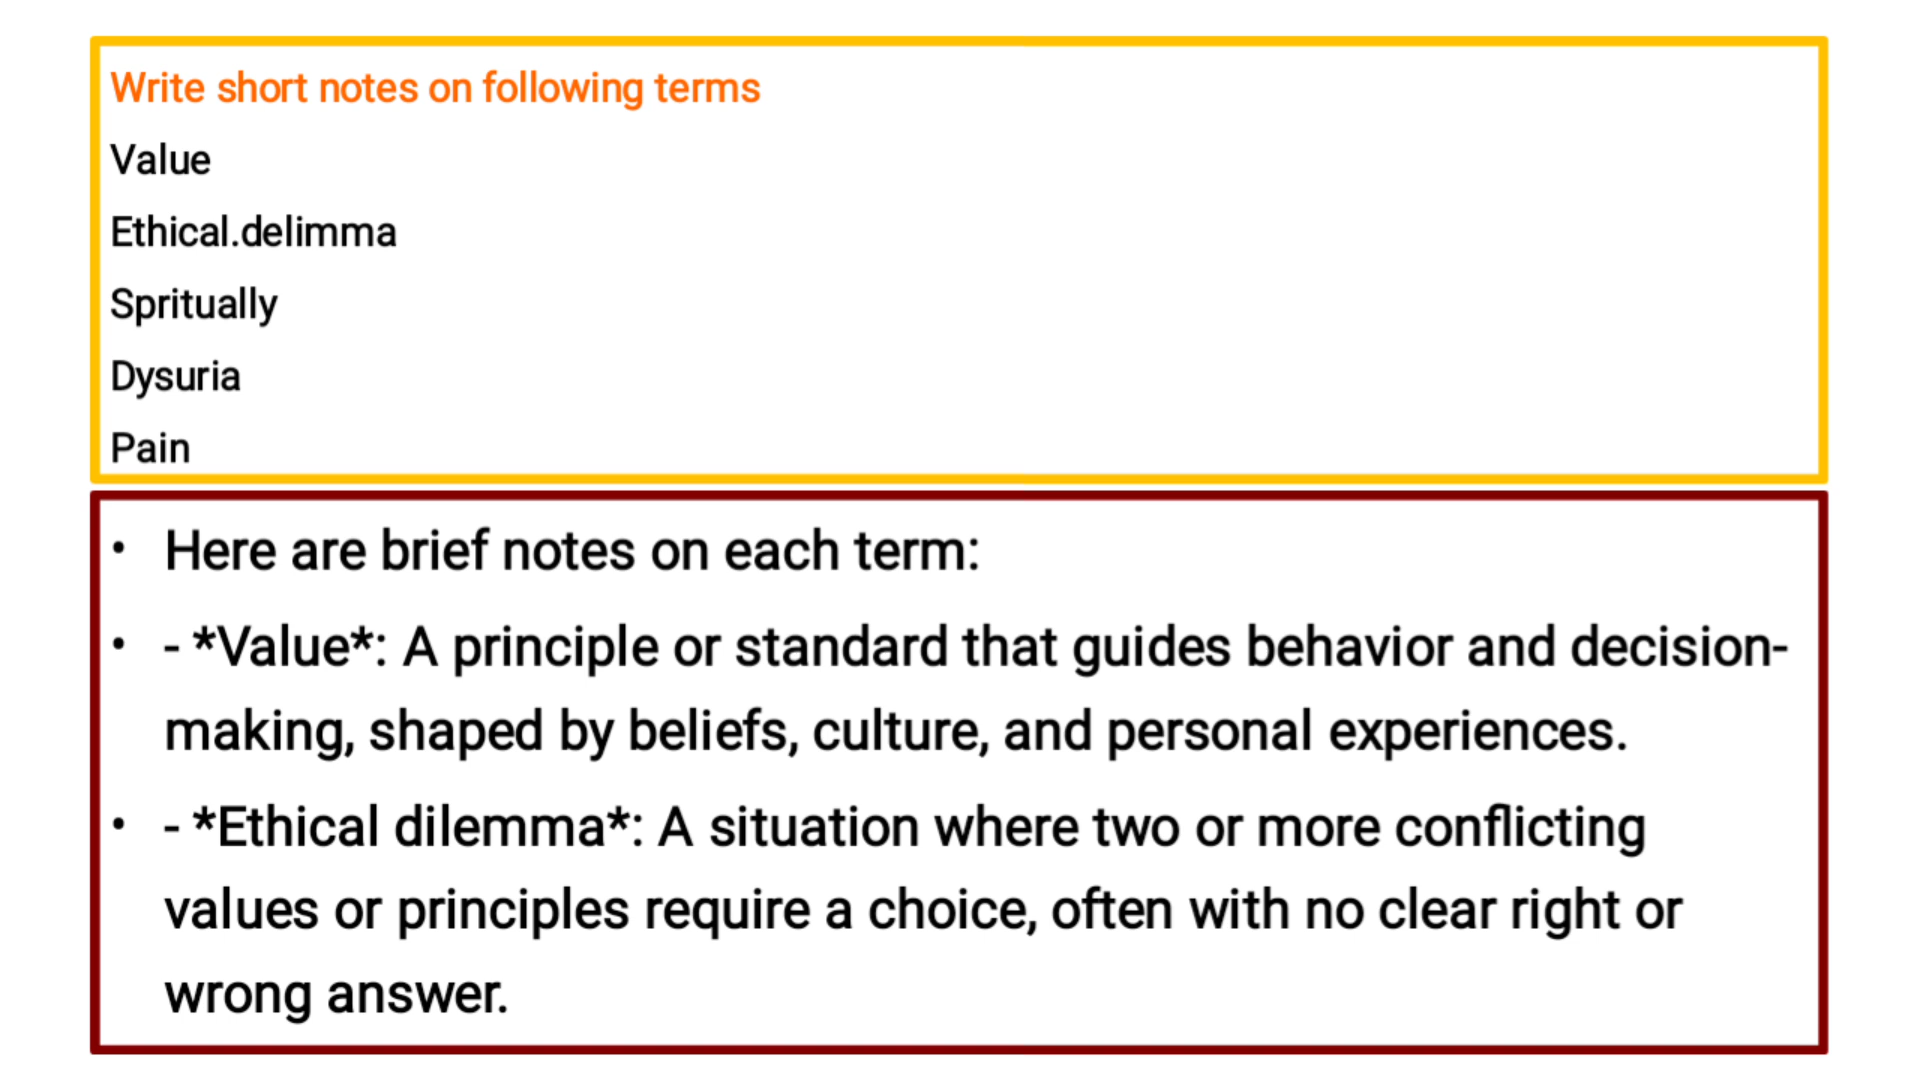 Write short notes on following terms
Value
Ethical.delimma
Spritually
Dysuria
Pain
• Here are brief notes on each term:
• - *Value*: A principle or standard that guides behavior and decision-
making, shaped by beliefs, culture, and personal experiences.
• - *Ethical dilemma*: A situation where two or more conflicting
values or principles require a choice, often with no clear right or
wrong answer.